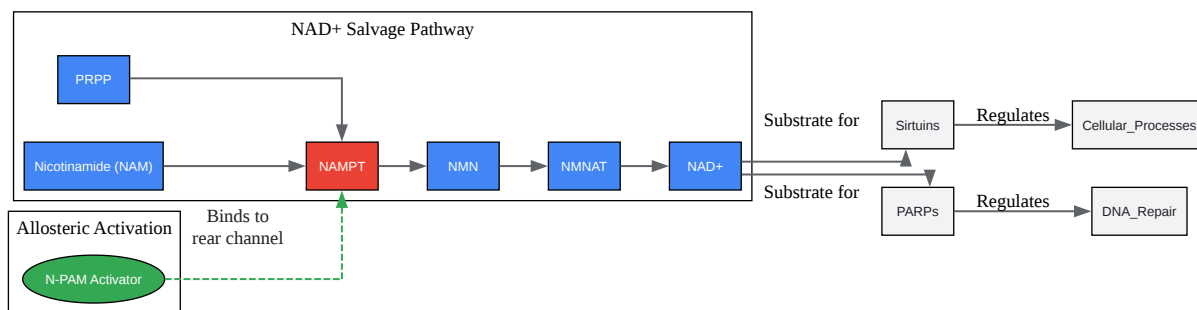 NAD+ Salvage Pathway
PRPP
Nicotinamide (NAM)
NAMPT
NMN
NMNAT
NAD+
Substrate for
Sirtuins
Regulates
Cellular_Processes
Substrate for
PARPs
Regulates
DNA_Repair
Allosteric Activation
N-PAM Activator
Binds to
rear channel